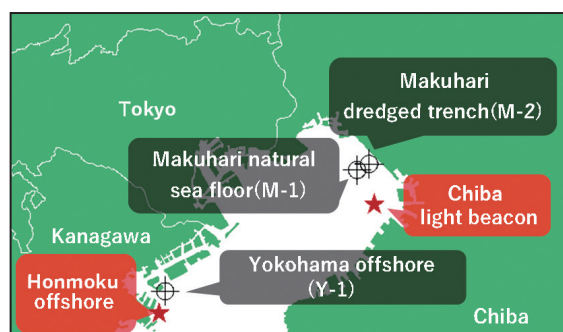 Tokyo
Makuhari
dredged trench(M-2)
Makuhari natural
sea floor(M-1)
Chiba
light beacon
Kanagawa
Honmoku
offshore
Yokohama offshore
(Y-1)
Chiba